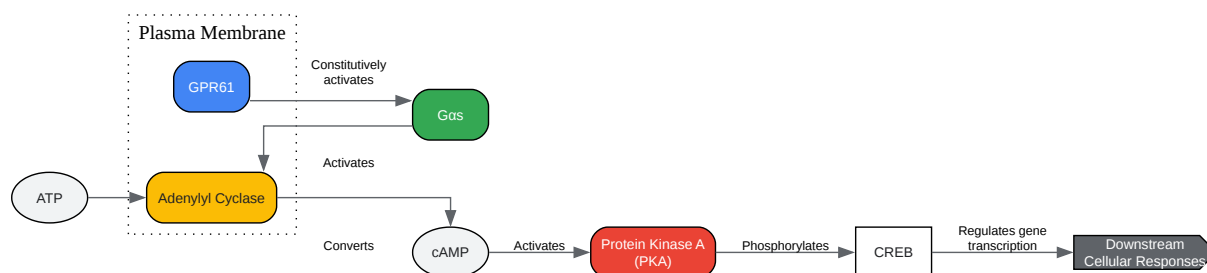 Plasma Membrane
GPR61
Constitutively
activates
Gαs
Activates
ATP
Adenylyl Cyclase
Converts
cAMP
Activates
Protein Kinase A
(PKA)
Phosphorylates
CREB
Regulates gene
transcription
Downstream
Cellular Responses